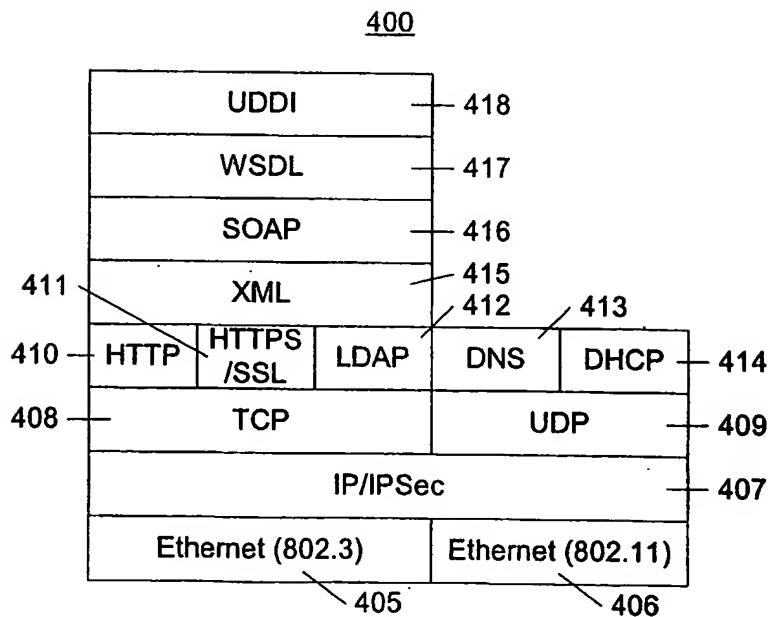 400
UDDI 418
WSDL 417
SOAP 416
XML 415
411 412 413
410 HTTP HTTPS /SSL LDAP DNS DHCP 414
408 TCP UDP 409
IP/IPSec 407
Ethernet (802.3) Ethernet (802.11)
405 406